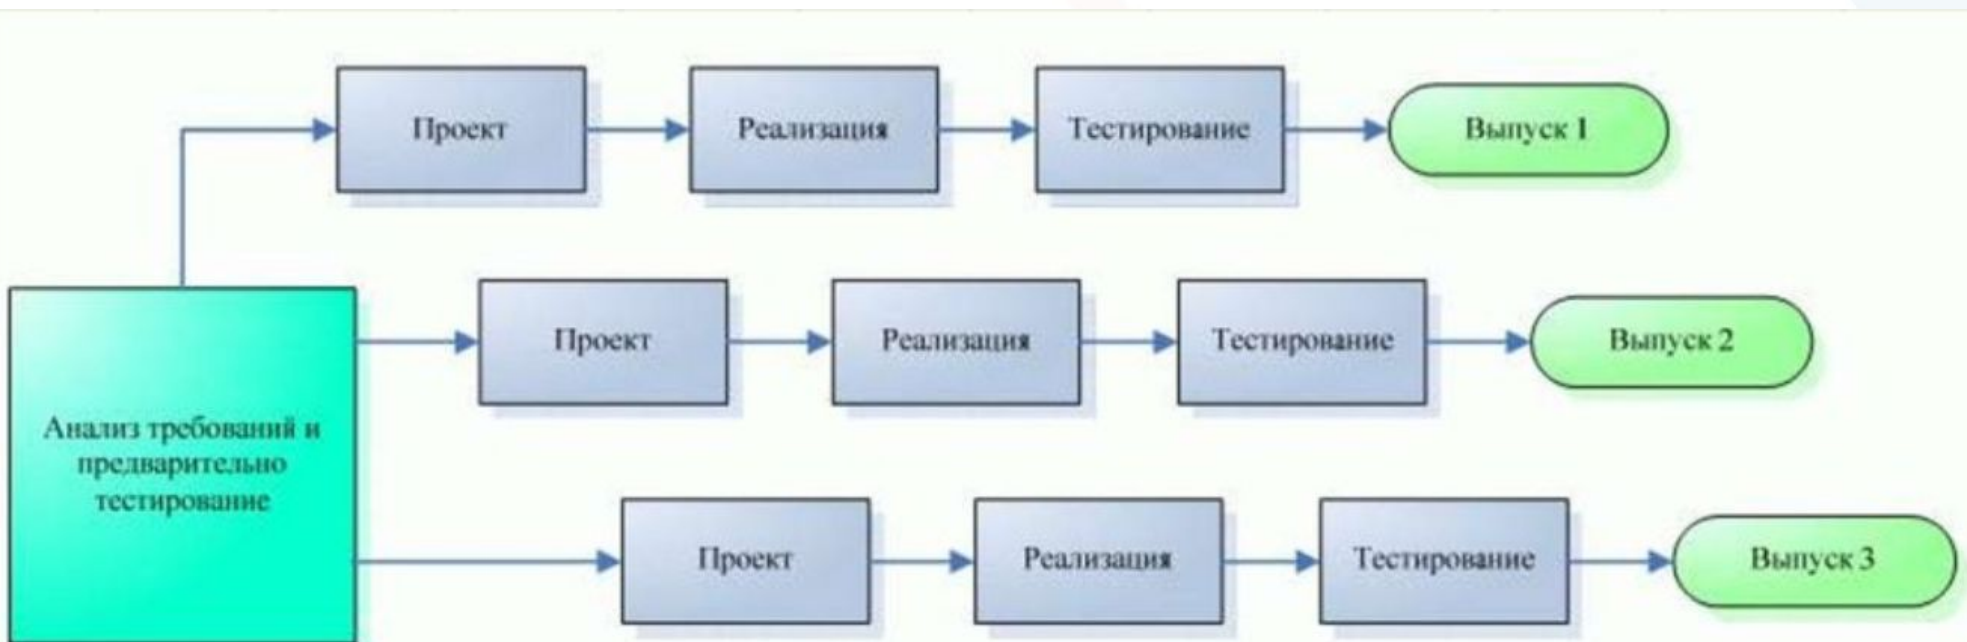 Проект
Реализация
Тестирование
Выпуск 1
Проект
Реализация
Тестирование
Выпуск 2
Анализ требований и
предварительно
тестирование
Проект
Реализация
Тестирование
Выпуск 3